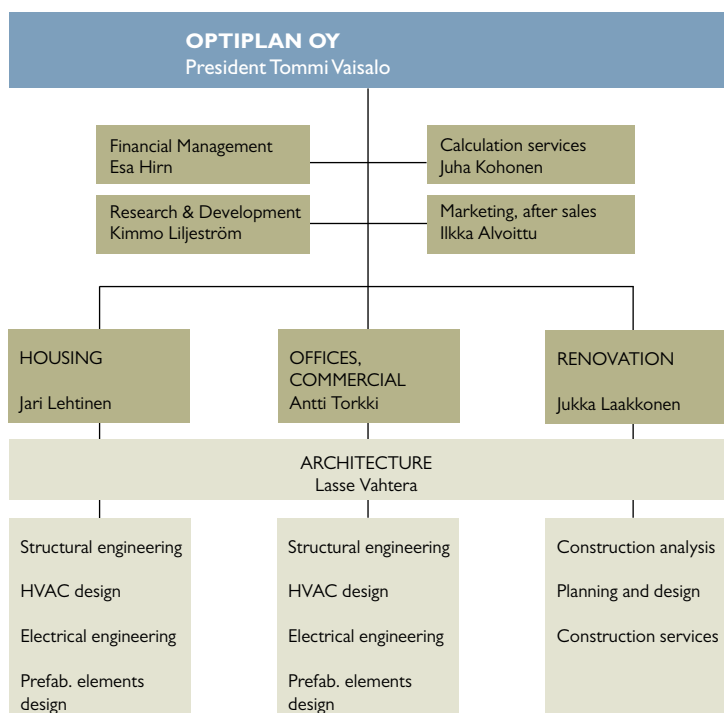 OPTIPLAN OY
President Tommi Vaisalo
Financial Management
Esa Hirn
Calculation services
Juha Kohonen
Research & Development
Kimmo Liljeström
Marketing, after sales
Ilkka Alvoittu
HOUSING
Jari Lehtinen
OFFICES,
COMMERCIAL
Antti Torkki
RENOVATION
Jukka Laakkonen
ARCHITECTURE
Lasse Vahtera
Structural engineering
HVAC design
Electrical engineering
Prefab. elements
design
Structural engineering
HVAC design
Electrical engineering
Prefab. elements
design
Construction analysis
Planning and design
Construction services